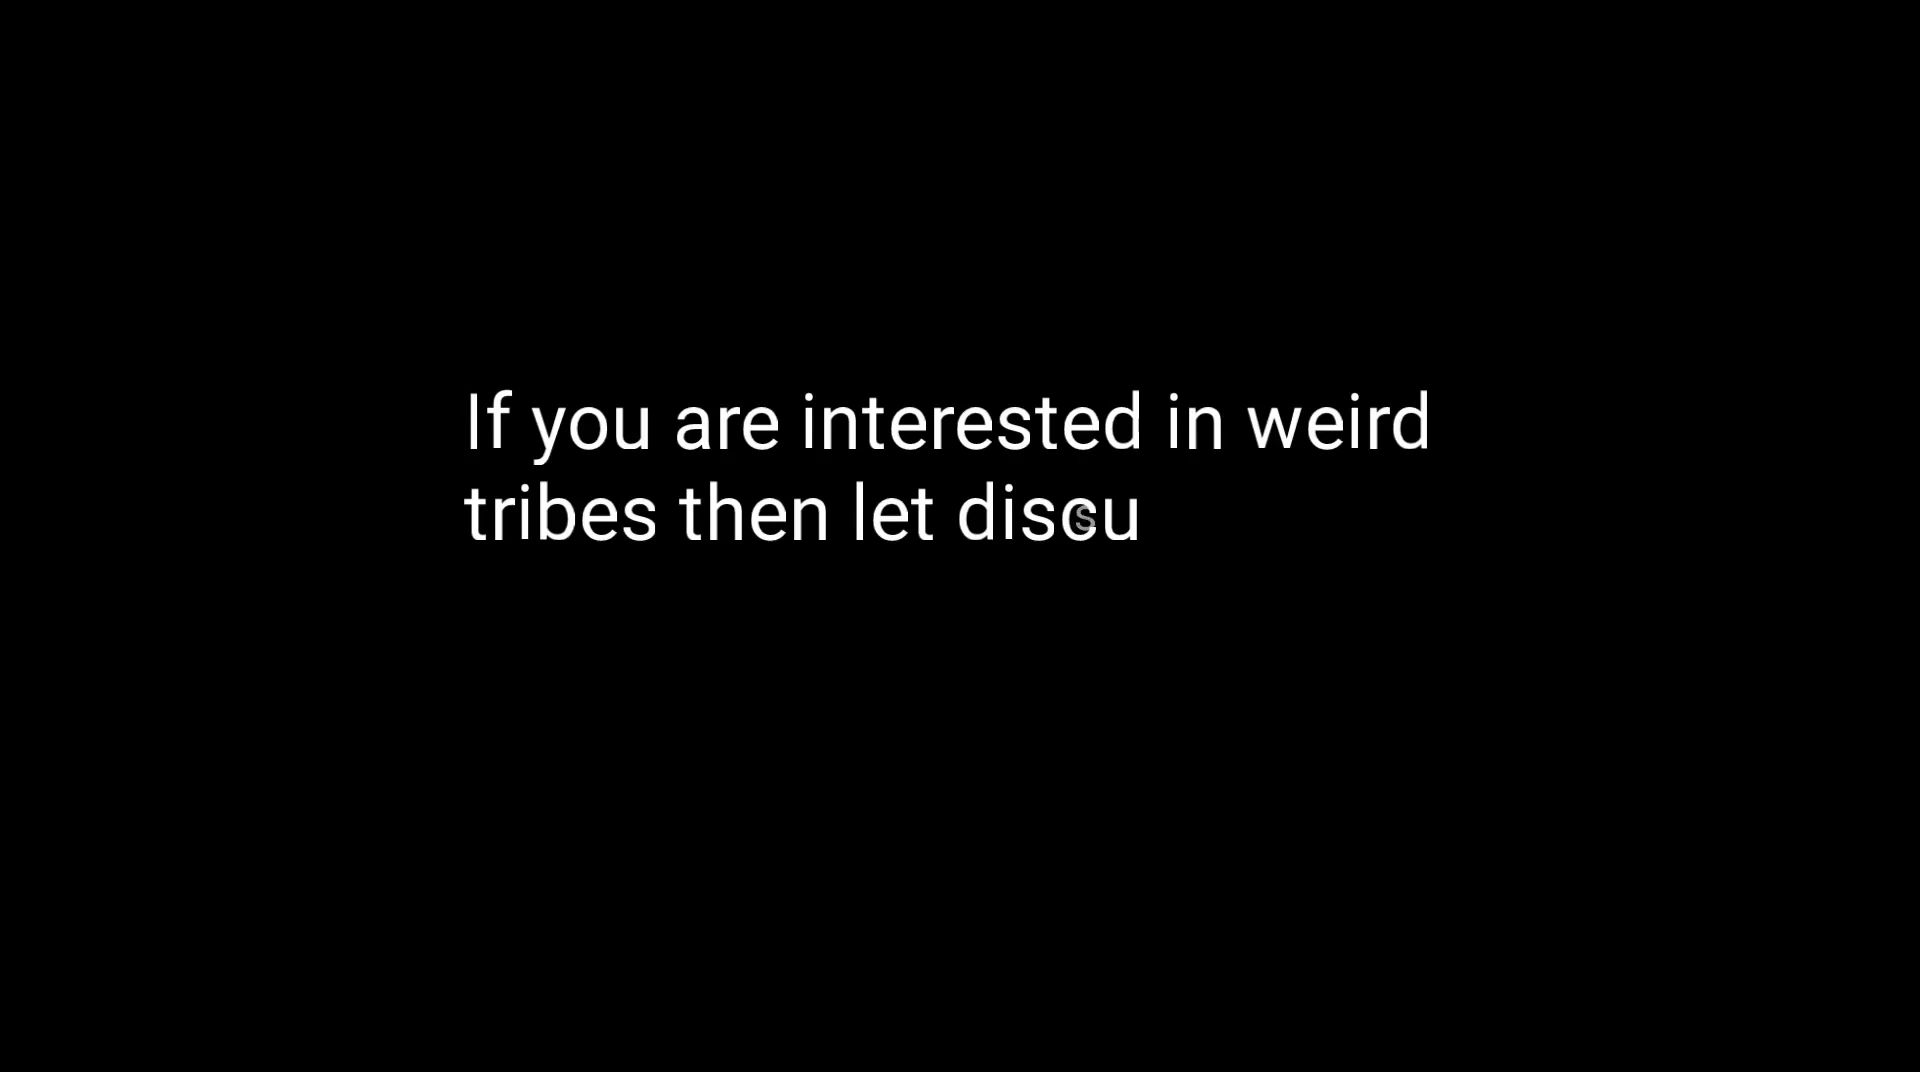 If you are interested in weird
tribes then let discu